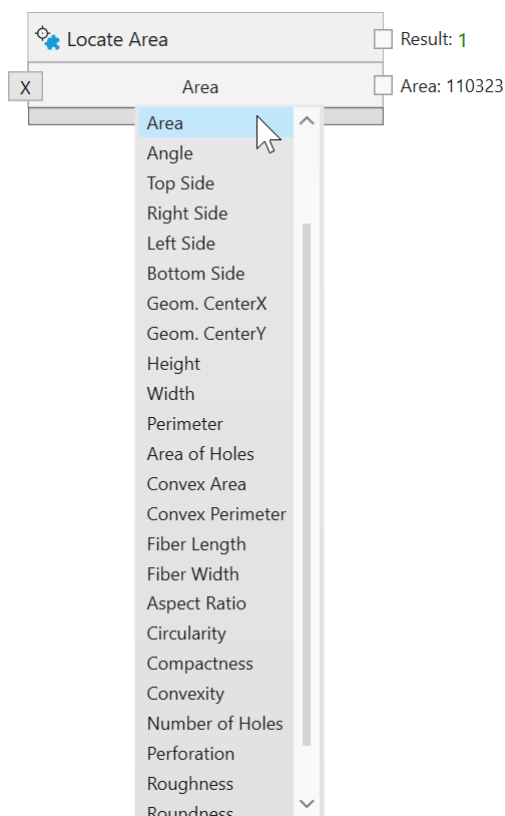 Locate Area
Result: 1
X
Area
Area: 110323
Area
Angle
Top Side
Right Side
Left Side
Bottom Side
Geom. CenterX
Geom. CenterY
Height
Width
Perimeter
Area of Holes
Convex Area
Convex Perimeter
Fiber Length
Fiber Width
Aspect Ratio
Circularity
Compactness
Convexity
Number of Holes
Perforation
Roughness
Roundness